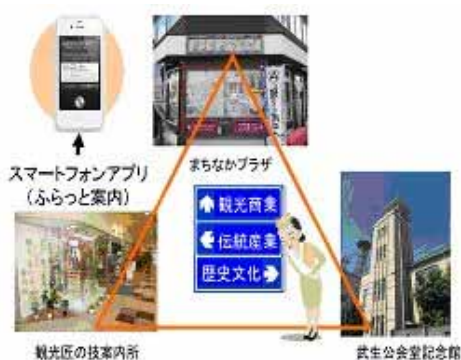 まちなかプラザ
スマートフォンアプリ
(ふらっと案内)
観光商業
伝統産業
歴史文化
観光匠の技案内所
武生公会堂記念館